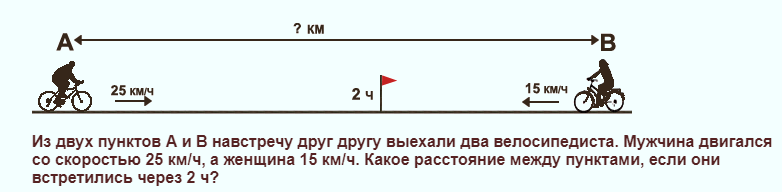 ? км
А В
25 км/ч 2 ч 15 км/ч
Из двух пунктов А и В навстречу друг другу выехали два велосипедиста. Мужчина двигался
со скоростью 25 км/ч, а женщина 15 км/ч. Какое расстояние между пунктами, если они
встретились через 2 ч?